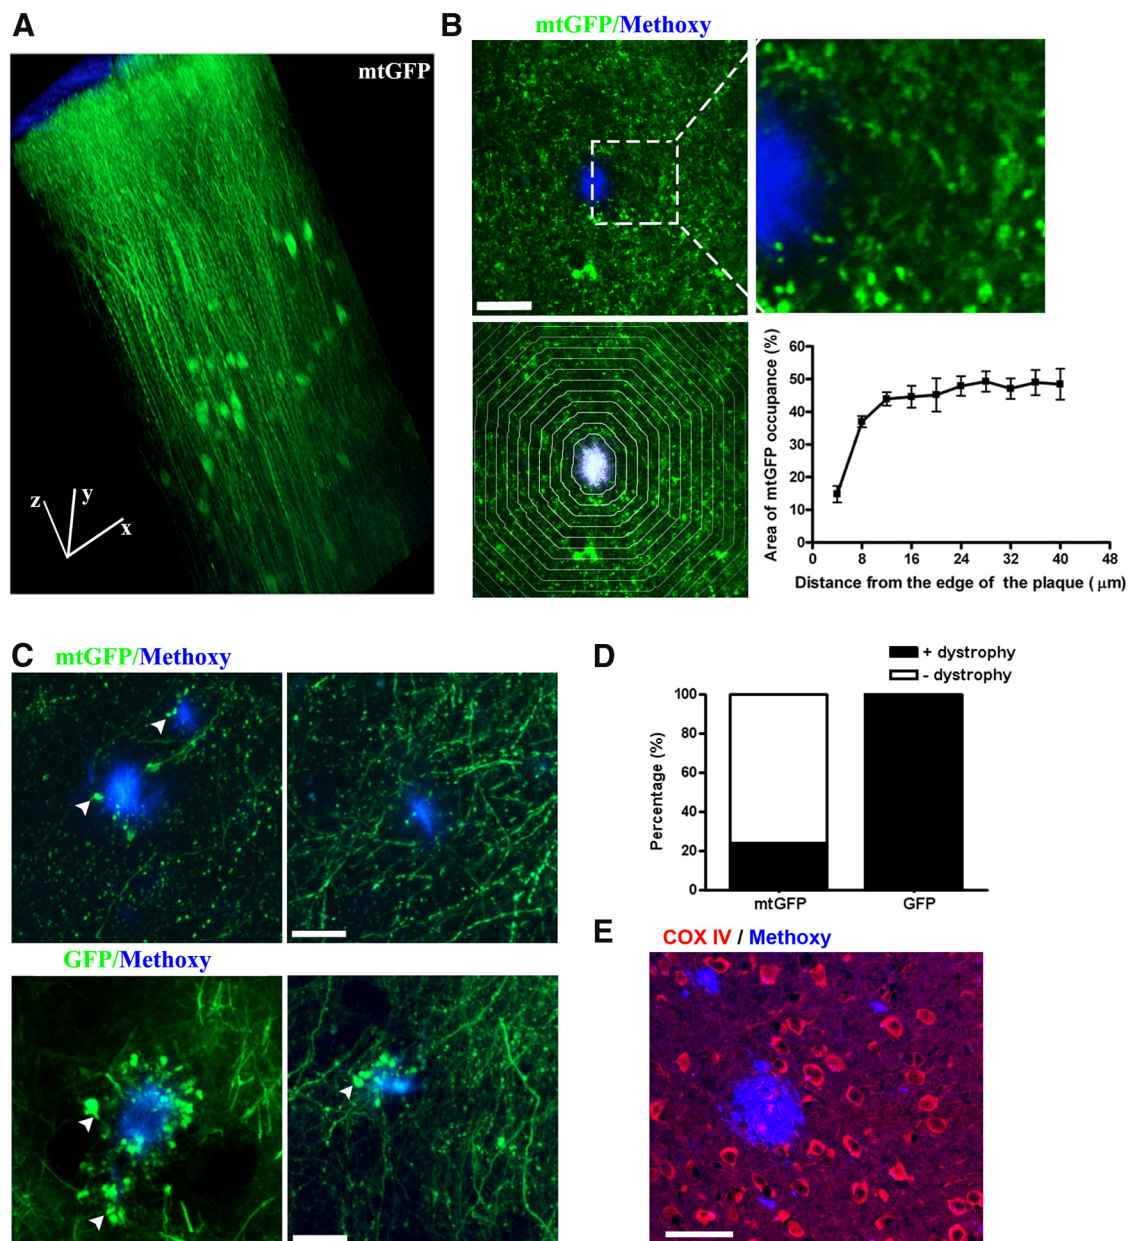 A
mtGFP
z
y
x
B
mtGFP/Methoxy
Area of mtGFP occupance (%)
60
50
40
30
20
10
0
0
8
16
24
32
40
48
Distance from the edge of the plaque ( μm)
C
mtGFP/Methoxy
GFP/Methoxy
D
+ dystrophy
- dystrophy
Percentage (%)
100
80
60
40
20
0
mtGFP
GFP
E
COX IV / Methoxy